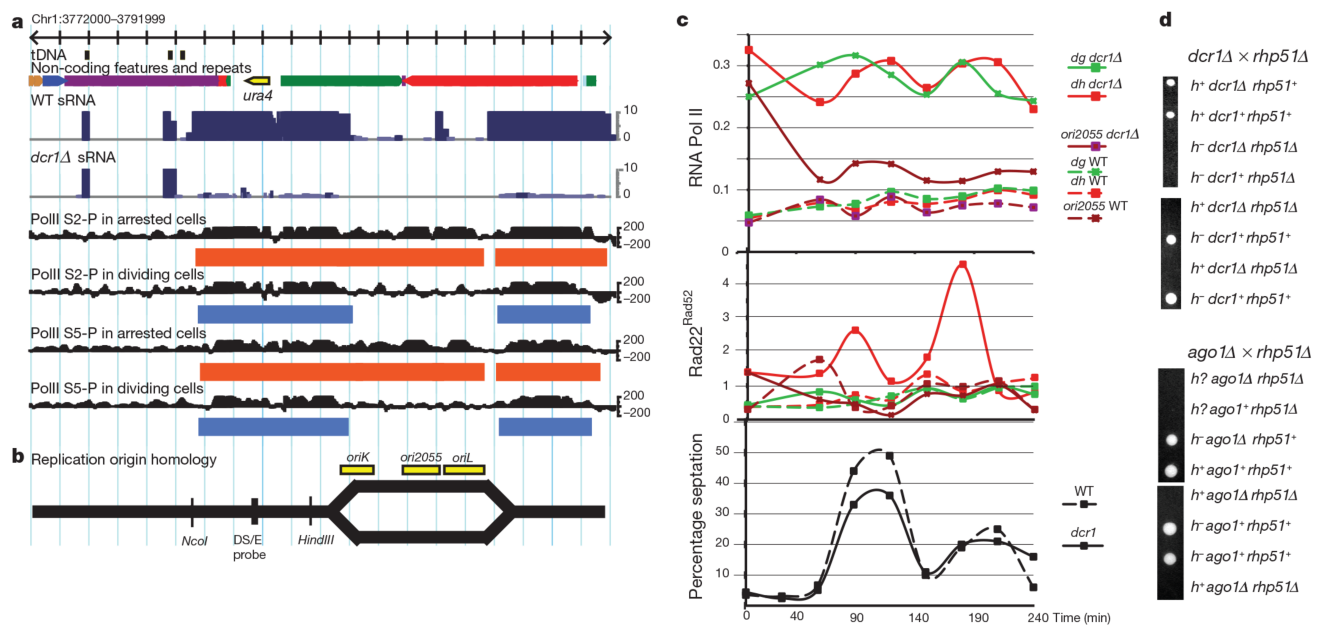 a
Chr1:3772000–3791999
tDNA
Non-coding features and repeats
ura4
WT sRNA
10
0
dcr1Δ sRNA
10
0
PolII S2-P in arrested cells
200
–200
PolII S2-P in dividing cells
200
–200
PolII S5-P in arrested cells
200
–200
PolII S5-P in dividing cells
200
–200
b
Replication origin homology
oriK
ori2055
oriL
NcoI
DS/E
probe
HindIII
c
RNA Pol II
0.3
0.2
0.1
0
dg dcr1Δ
dh dcr1Δ
ori2055 dcr1Δ
dg WT
dh WT
ori2055 WT
Rad22Rad52
4
3
2
1
0
Percentage septation
50
40
30
20
10
WT
dcr1
0
40
90
140
190
240
Time (min)
d
dcr1Δ × rhp51Δ
h+ dcr1Δ rhp51+
h+ dcr1+ rhp51+
h− dcr1Δ rhp51Δ
h− dcr1+ rhp51Δ
h+ dcr1Δ rhp51Δ
h− dcr1+ rhp51+
h+ dcr1Δ rhp51Δ
h− dcr1+ rhp51+
ago1Δ × rhp51Δ
h? ago1Δ rhp51Δ
h? ago1+ rhp51Δ
h− ago1Δ rhp51+
h+ ago1+ rhp51+
h+ ago1Δ rhp51Δ
h− ago1+ rhp51+
h− ago1+ rhp51+
h+ ago1Δ rhp51Δ